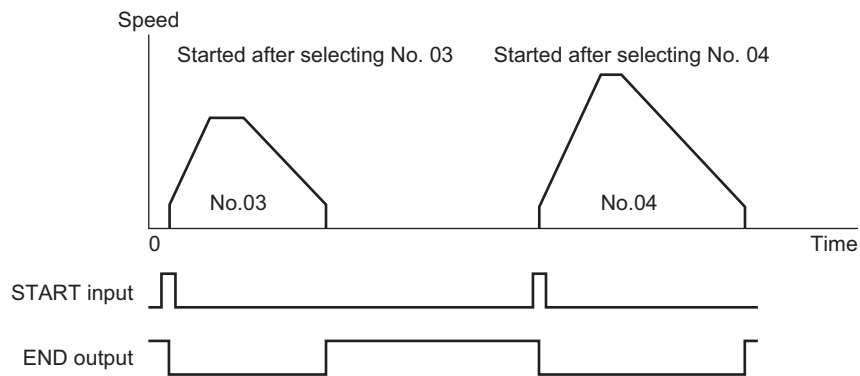 Speed
Started after selecting No. 03
Started after selecting No. 04
No.03
No.04
0
Time
START input
END output